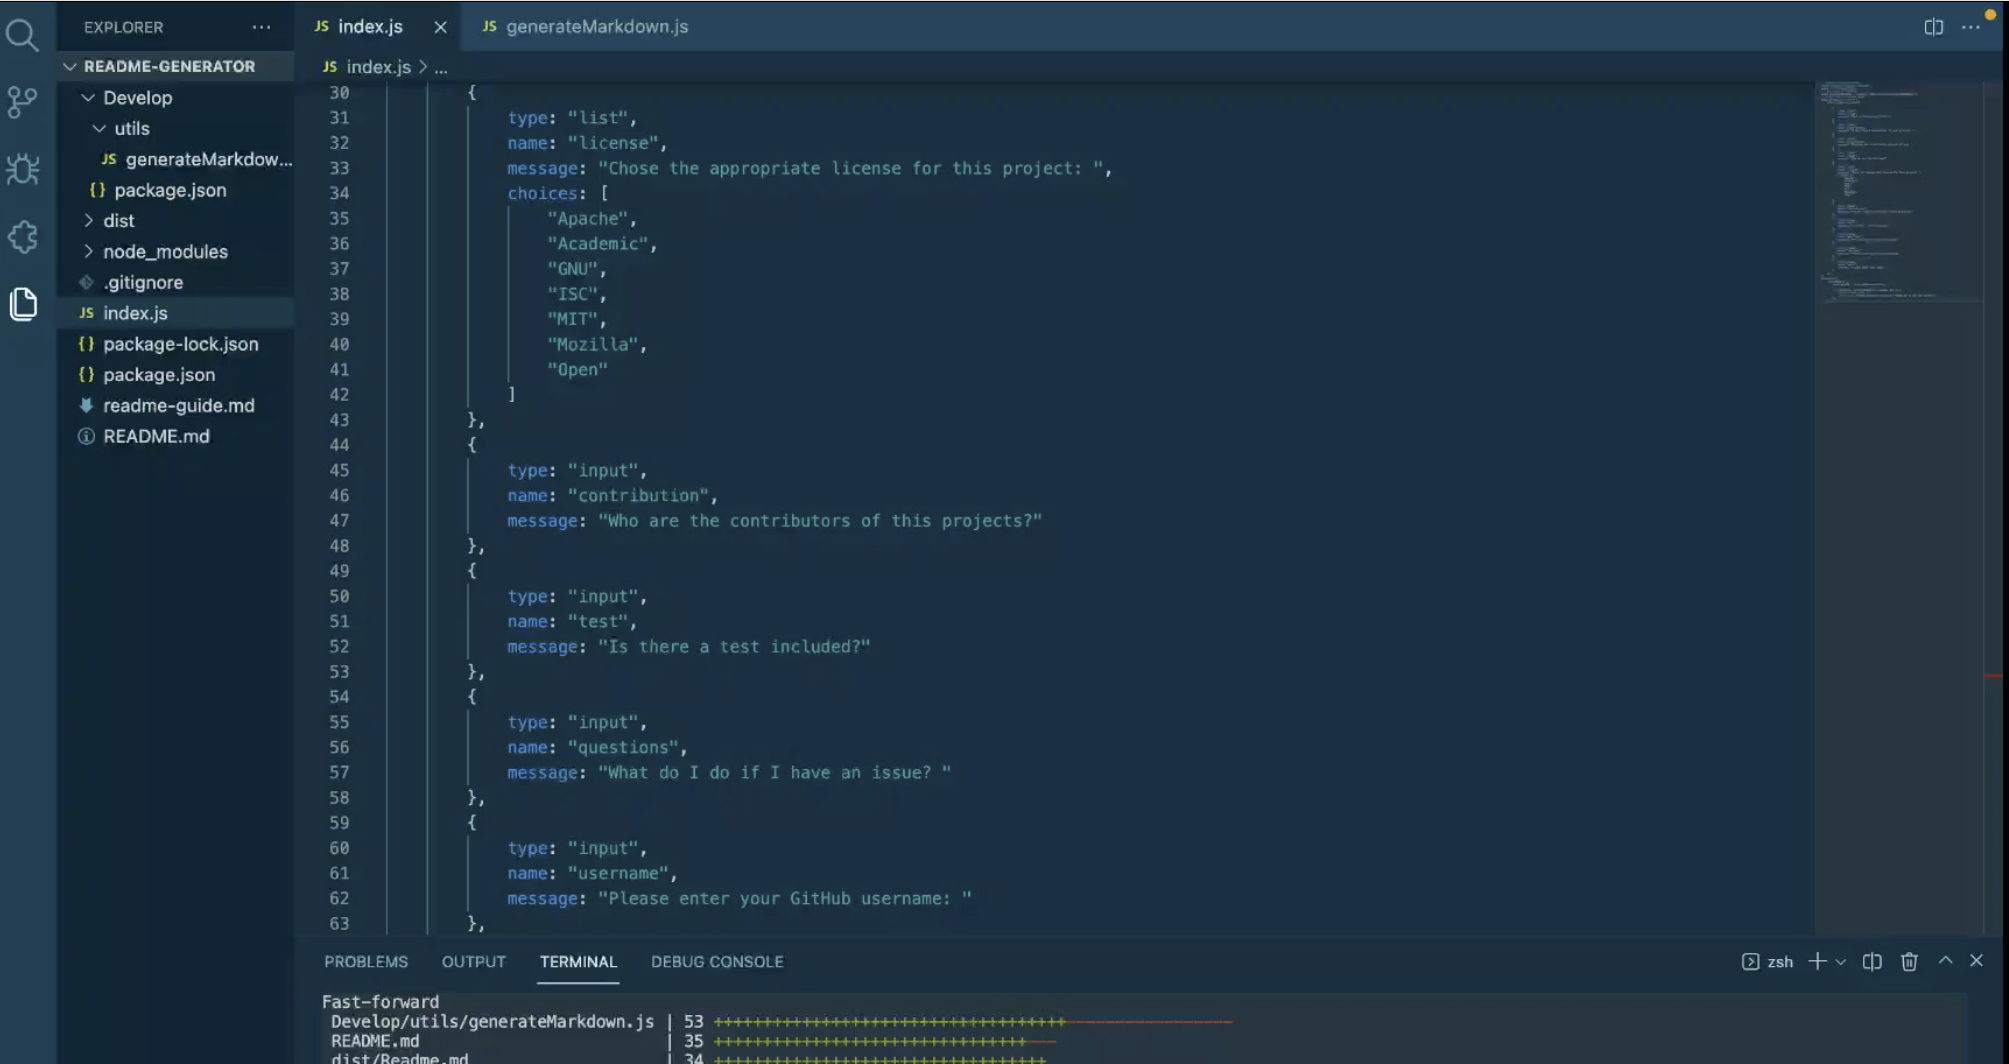 EXPLORER
README-GENERATOR
Develop
utils
JS generateMarkdow...
{} package.json
dist
node_modules
.gitignore
JS index.js
{} package-lock.json
{} package.json
readme-guide.md
README.md
JS index.js
JS generateMarkdown.js
JS index.js > ...
30 {
31 type: "list",
32 name: "license",
33 message: "Chose the appropriate license for this project: ",
34 choices: [
35 "Apache",
36 "Academic",
37 "GNU",
38 "ISC",
39 "MIT",
40 "Mozilla",
41 "Open"
42 ]
43 },
44 {
45 type: "input",
46 name: "contribution",
47 message: "Who are the contributors of this projects?"
48 },
49 {
50 type: "input",
51 name: "test",
52 message: "Is there a test included?"
53 },
54 {
55 type: "input",
56 name: "questions",
57 message: "What do I do if I have an issue? "
58 },
59 {
60 type: "input",
61 name: "username",
62 message: "Please enter your GitHub username: "
63 },
PROBLEMS OUTPUT TERMINAL DEBUG CONSOLE
zsh
Fast-forward
Develop/utils/generateMarkdown.js | 53
README.md | 35
dist/Readme.md | 34